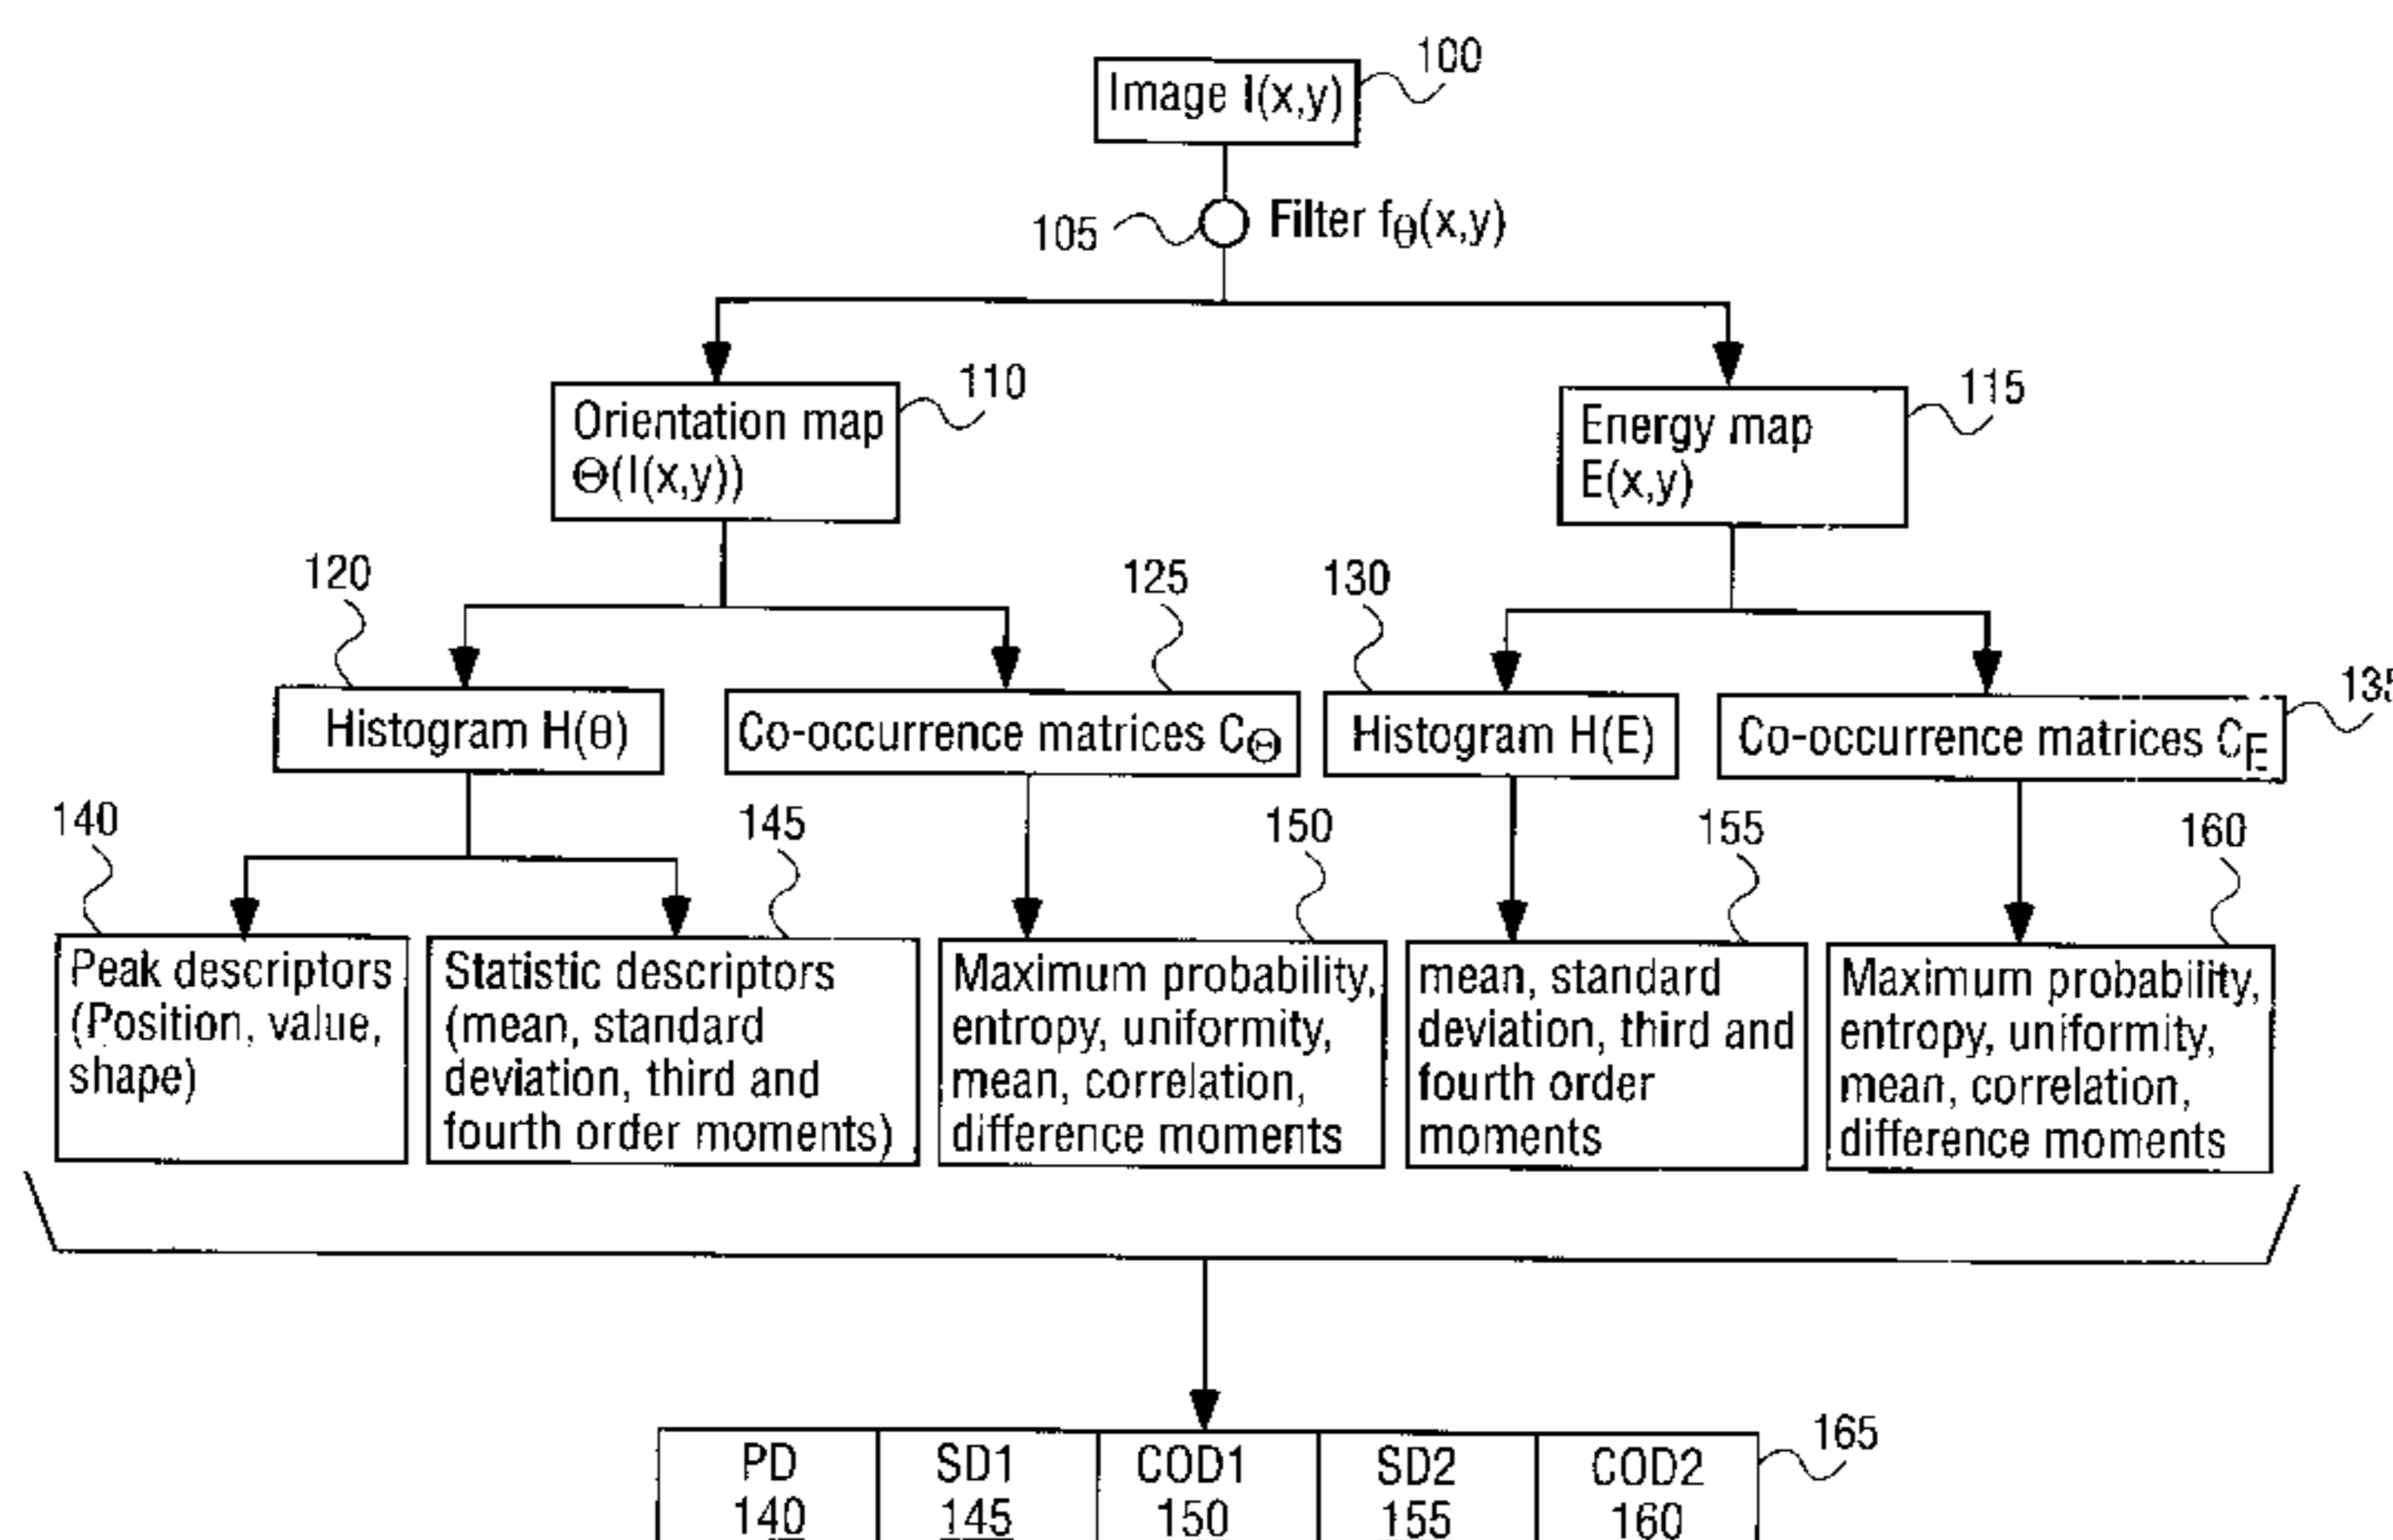 100
Image I(x,y)
105
Filter fθ(x,y)
110
Orientation map
Θ(I(x,y))
115
Energy map
E(x,y)
120
125
130
135
Histogram H(θ)
Co-occurrence matrices CΘ
Histogram H(E)
Co-occurrence matrices CE
140
145
150
155
160
Peak descriptors
(Position, value,
shape)
Statistic descriptors
(mean, standard
deviation, third and
fourth order moments)
Maximum probability,
entropy, uniformity,
mean, correlation,
difference moments
mean, standard
deviation, third and
fourth order
moments
Maximum probability,
entropy, uniformity,
mean, correlation,
difference moments
165
PD
140
SD1
145
COD1
150
SD2
155
COD2
160